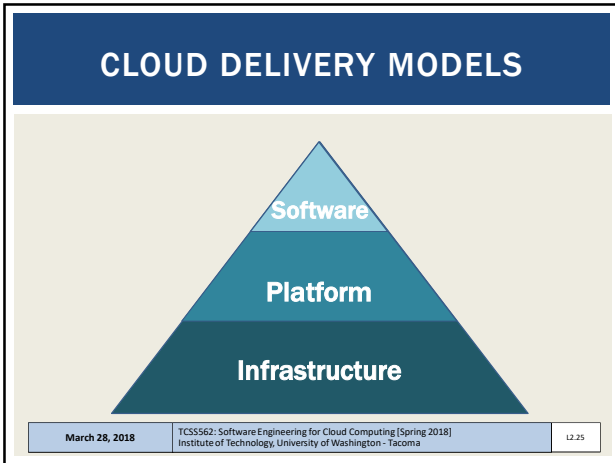 CLOUD DELIVERY MODELS
Software
Platform
Infrastructure
March 28, 2018
TCSS562: Software Engineering for Cloud Computing [Spring 2018]
Institute of Technology, University of Washington - Tacoma
L2.25